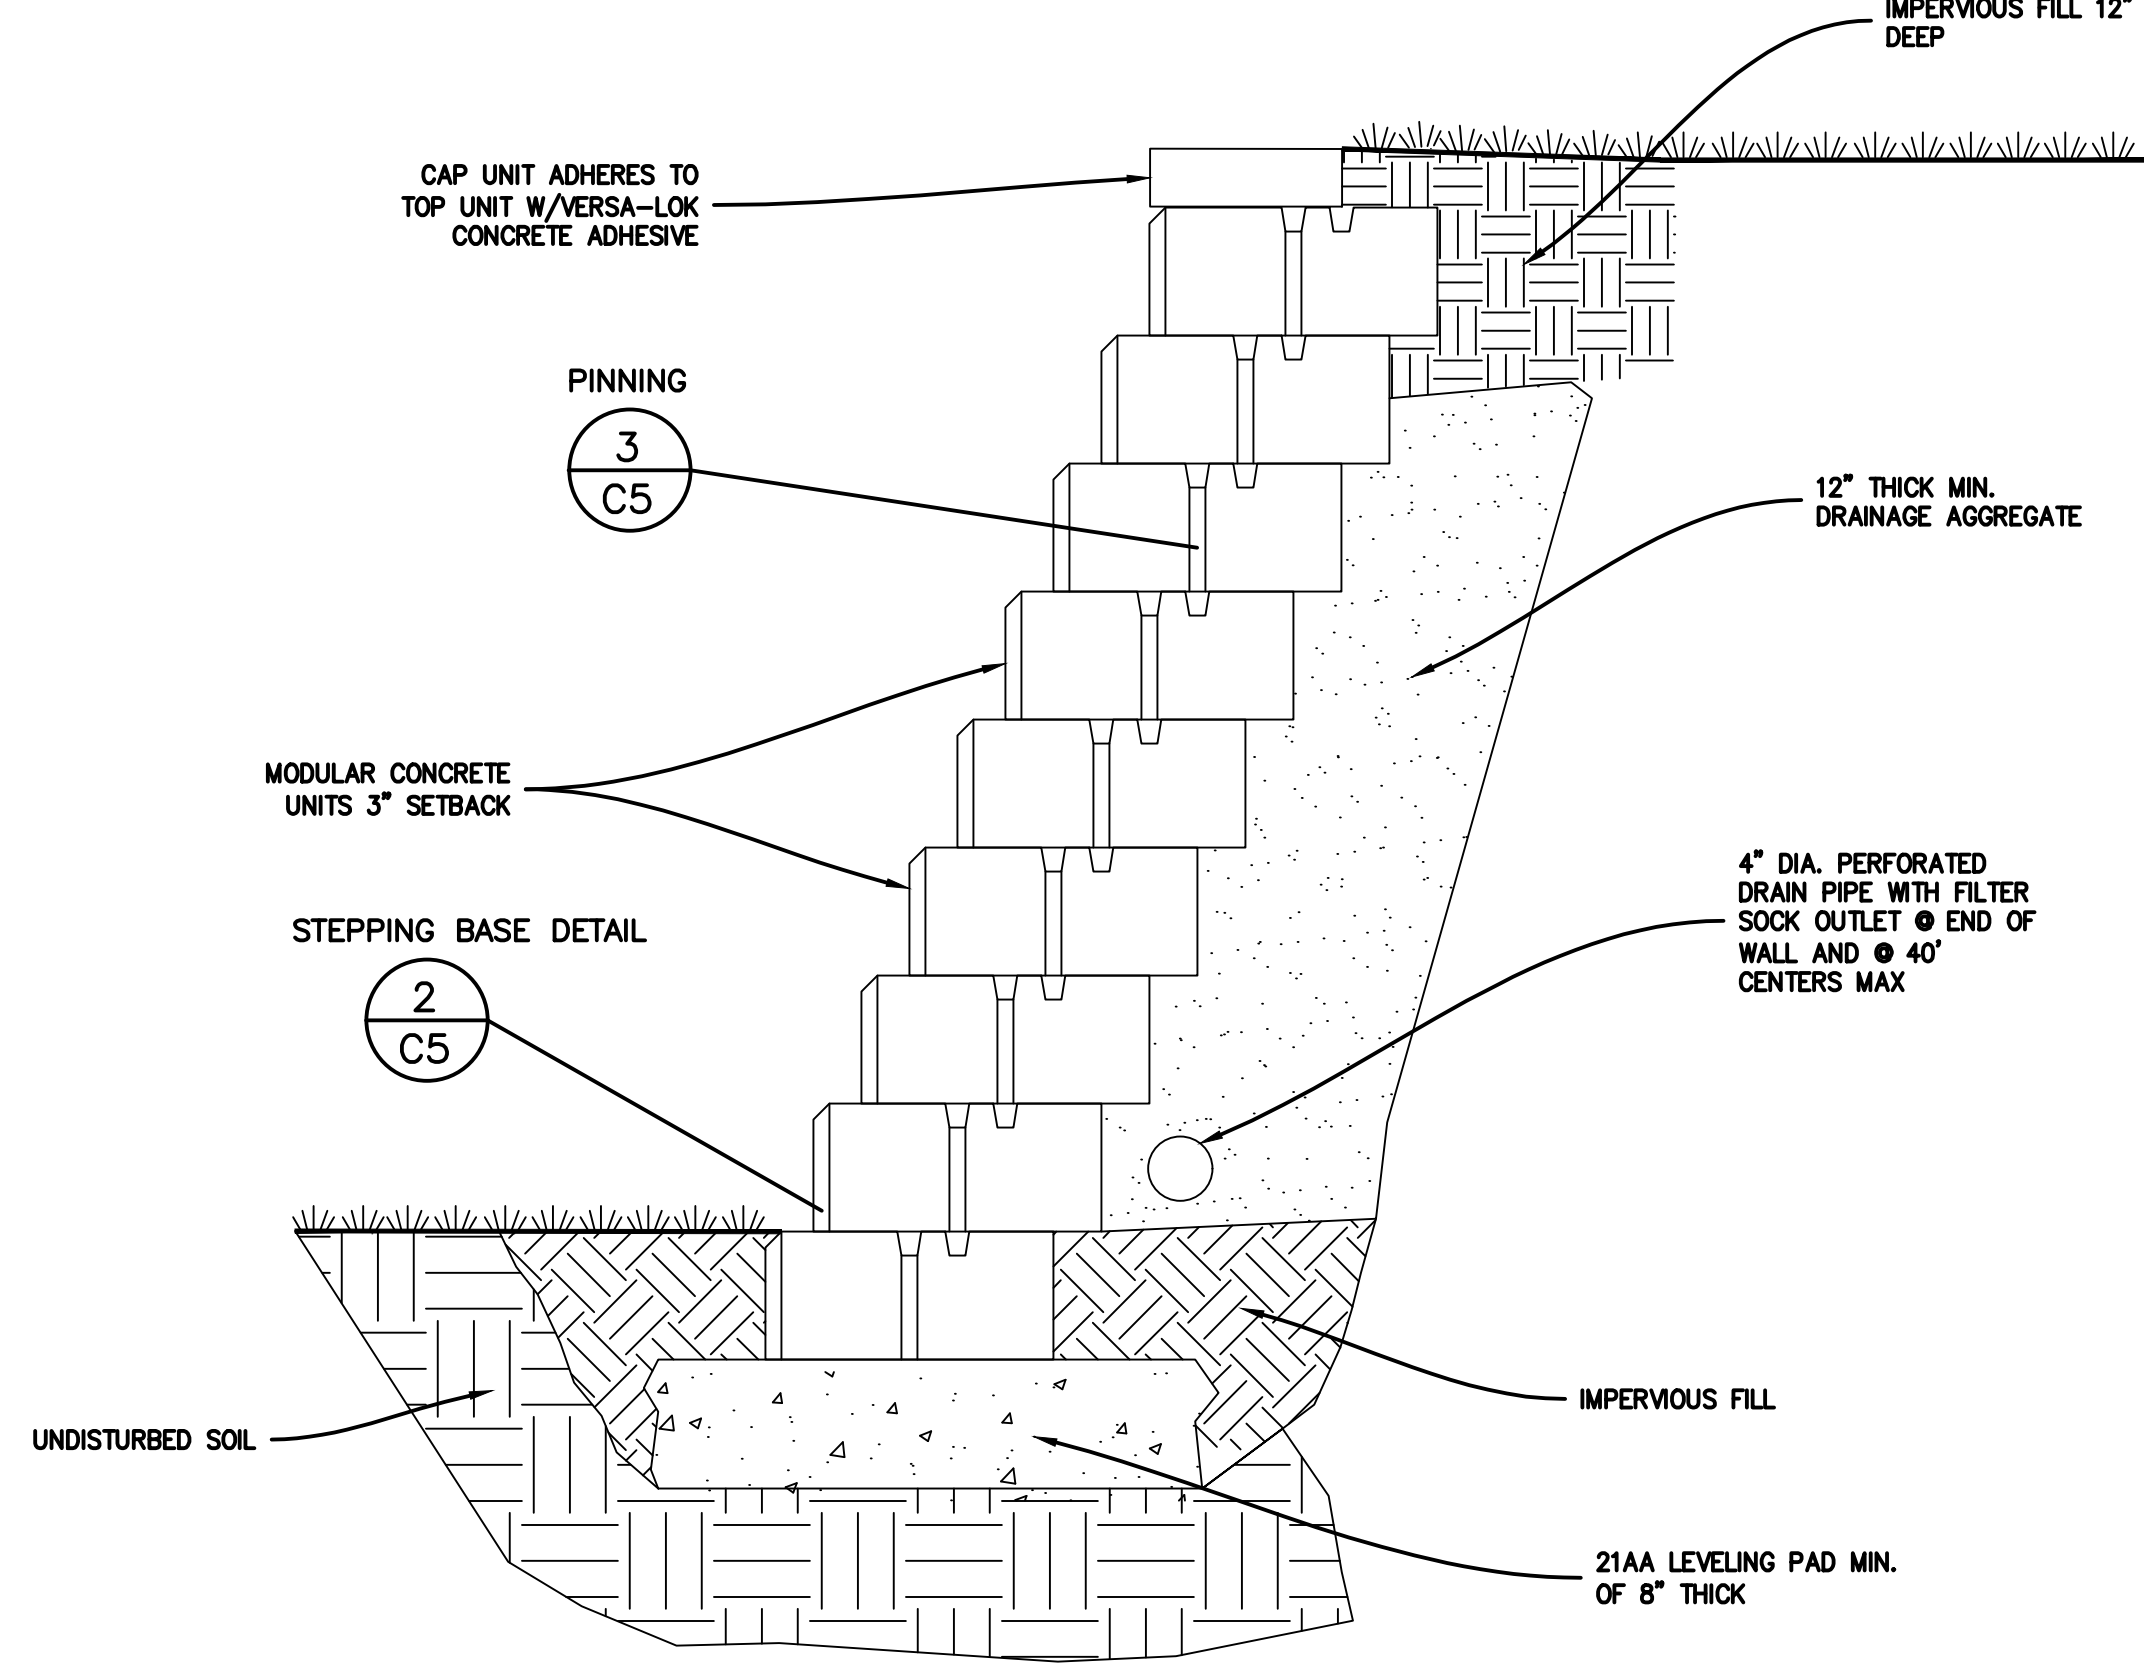 IMPERVIOUS FILL 12"
DEEP
CAP UNIT ADHERES TO
TOP UNIT W/VERSA-LOK
CONCRETE ADHESIVE
PINNING
3
C5
12" THICK MIN.
DRAINAGE AGGREGATE
MODULAR CONCRETE
UNITS 3" SETBACK
4" DIA. PERFORATED
DRAIN PIPE WITH FILTER
SOCK OUTLET @ END OF
WALL AND @ 40'
CENTERS MAX
STEPPING BASE DETAIL
2
C5
IMPERVIOUS FILL
UNDISTURBED SOIL
21AA LEVELING PAD MIN.
OF 8" THICK